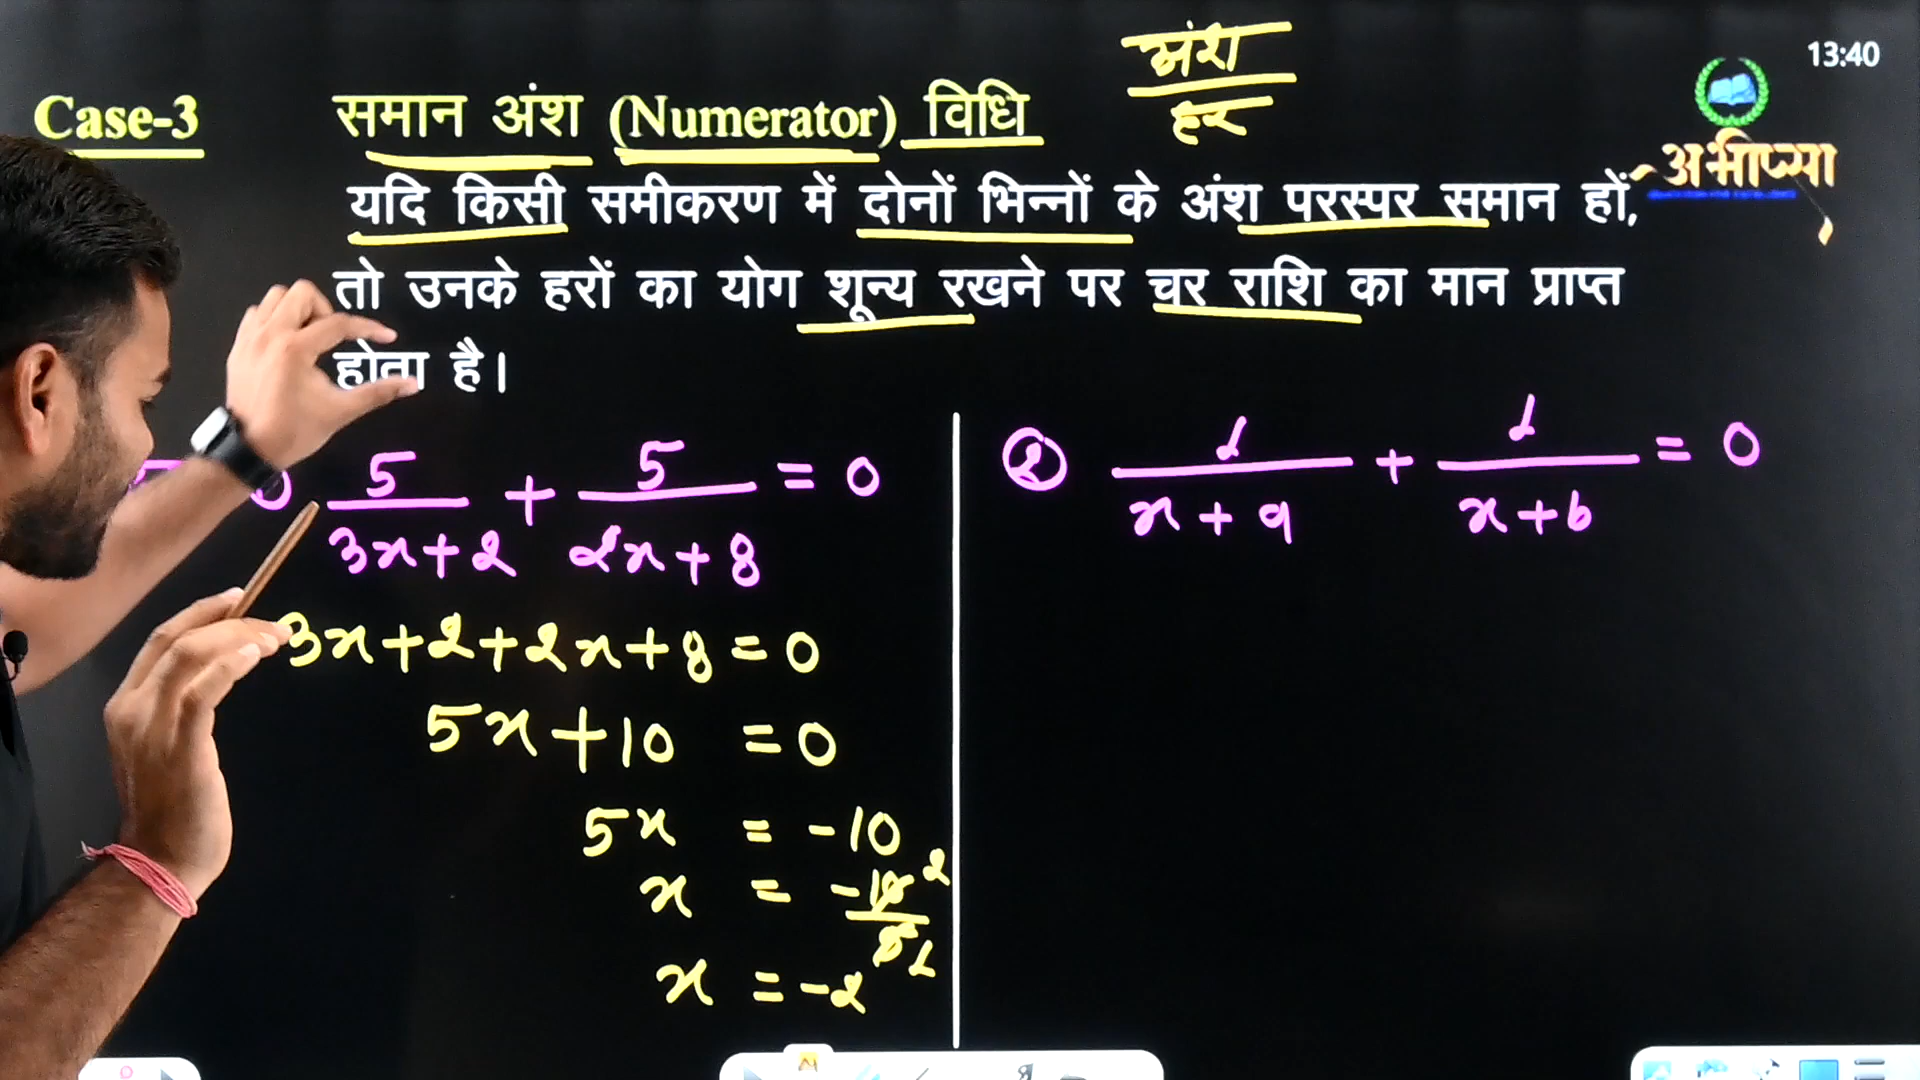 13:40
अंश
हर
Case-3 समान अंश (Numerator) विधि
अभीप्सा
यदि किसी समीकरण में दोनों भिन्नों के अंश परस्पर समान हों,
तो उनके हरों का योग शून्य रखने पर चर राशि का मान प्राप्त
होता है।
5/3x+2 + 5/2x+8 = 0
3x+2+2x+8=0
5x+10 = 0
5x = -10
x = -10/5 2 1
x = -2
② 1/x+a + 1/x+b = 0